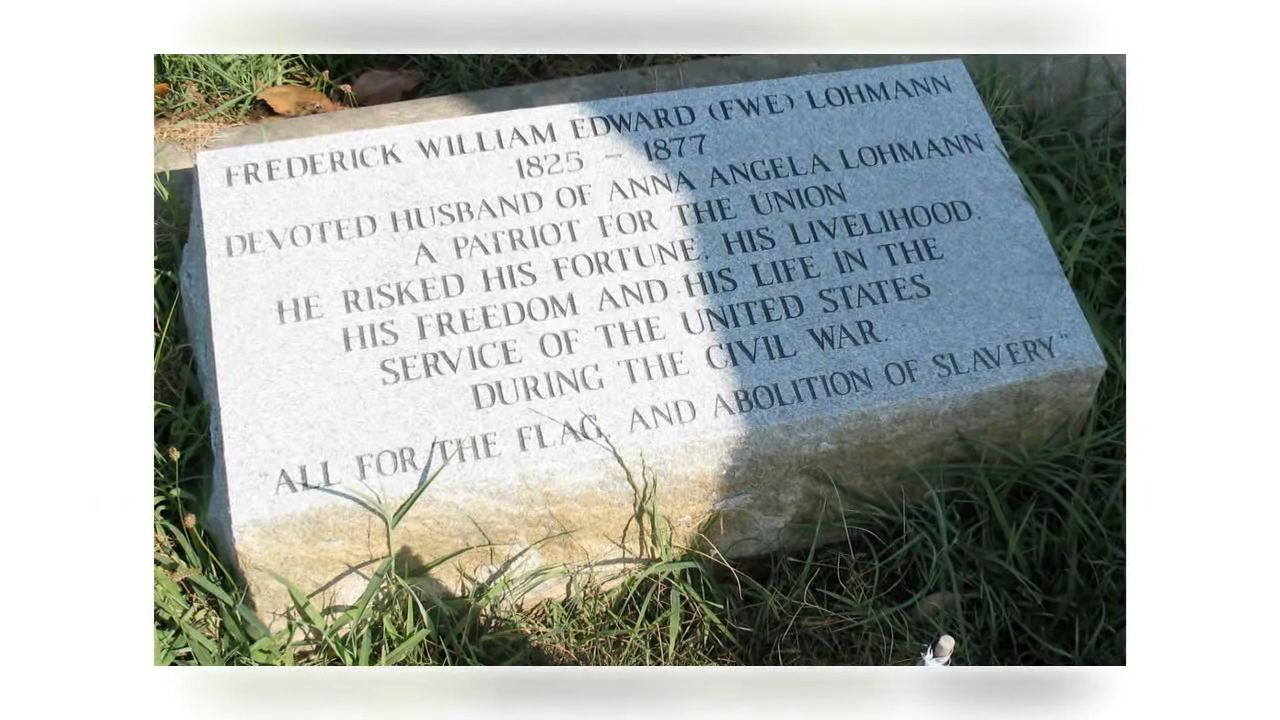 FREDERICK WILLIAM EDWARD (FWE) LOHMANN
1825 - 1877
DEVOTED HUSBAND OF ANNA ANGELA LOHMANN
A PATRIOT FOR THE UNION
HE RISKED HIS FORTUNE, HIS LIVELIHOOD,
HIS FREEDOM AND HIS LIFE IN THE
SERVICE OF THE UNITED STATES
DURING THE CIVIL WAR.
"ALL FOR THE FLAG, AND ABOLITION OF SLAVERY"